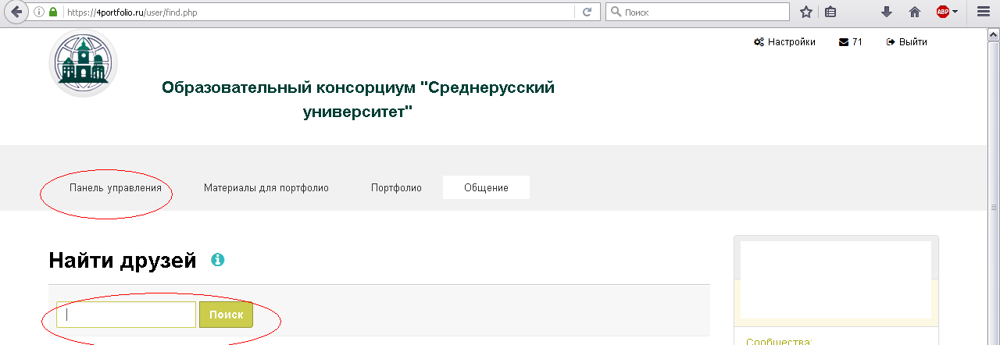 https://4portfolio.ru/user/find.php
Поиск
ABP
Настройки
71
Выйти
Образовательный консорциум "Среднерусский
университет"
Панель управления
Материалы для портфолио
Портфолио
Общение
Найти друзей
Поиск
Сообщества: